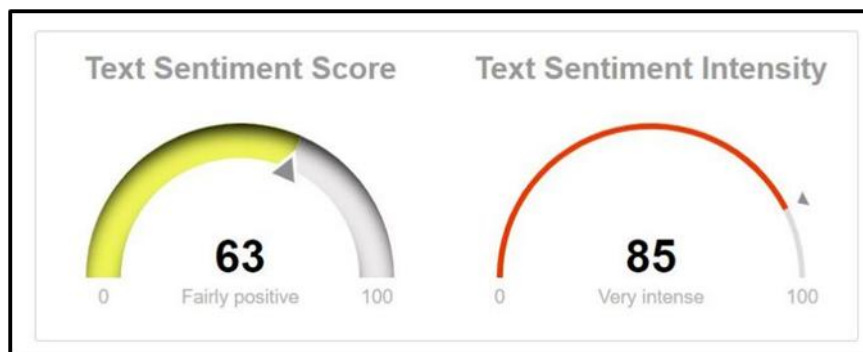 Text Sentiment Score
63
0 Fairly positive 100
Text Sentiment Intensity
85
0 Very intense 100